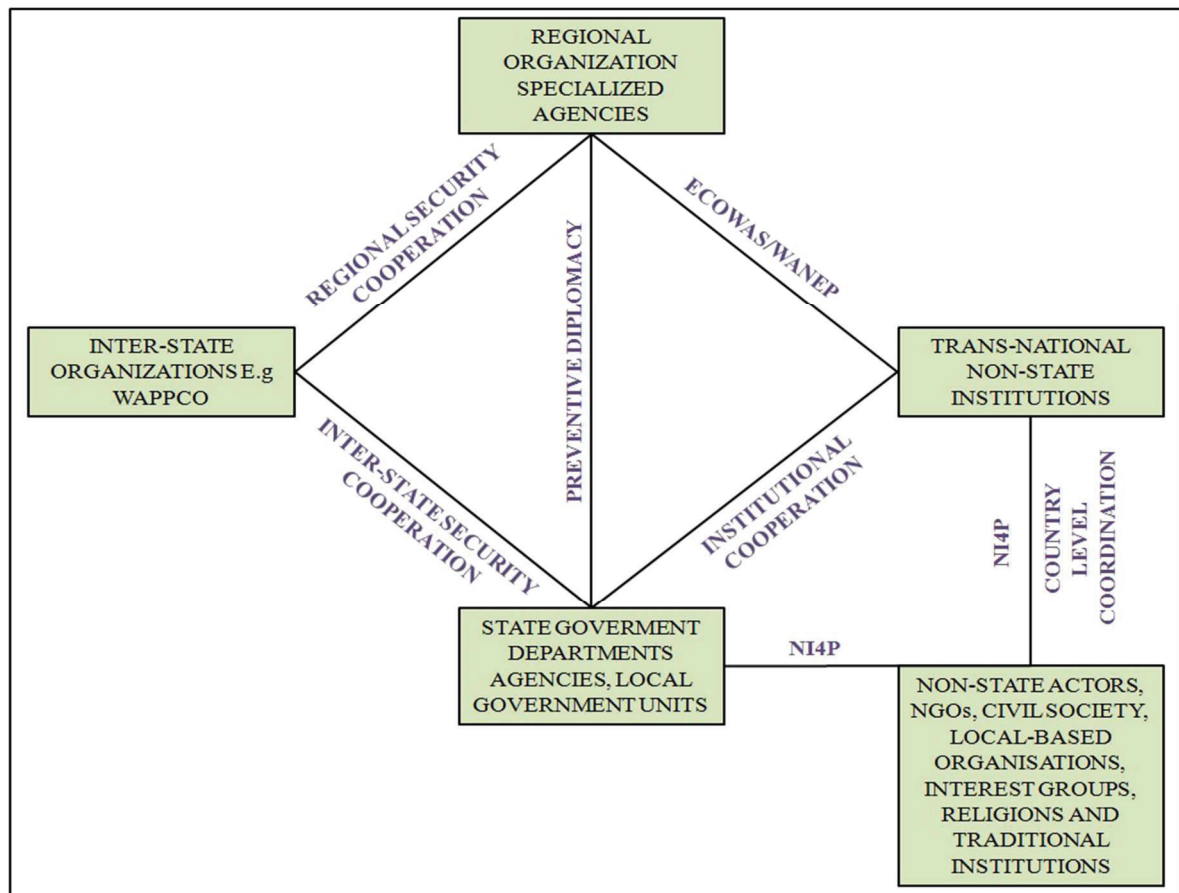 REGIONAL
ORGANIZATION
SPECIALIZED
AGENCIES
REGIONAL SECURITY
COOPERATION
PREVENTIVE DIPLOMACY
ECOWAS/WANEP
INTER-STATE
ORGANIZATIONS E.g
WAPPCO
TRANS-NATIONAL
NON-STATE
INSTITUTIONS
INTER-STATE SECURITY
COOPERATION
INSTITUTIONAL
COOPERATION
NI4P
COUNTRY
LEVEL
COORDINATION
STATE GOVERMENT
DEPARTMENTS
AGENCIES, LOCAL
GOVERNMENT UNITS
NI4P
NON-STATE ACTORS,
NGOs, CIVIL SOCIETY,
LOCAL-BASED
ORGANISATIONS,
INTEREST GROUPS,
RELIGIONS AND
TRADITIONAL
INSTITUTIONS